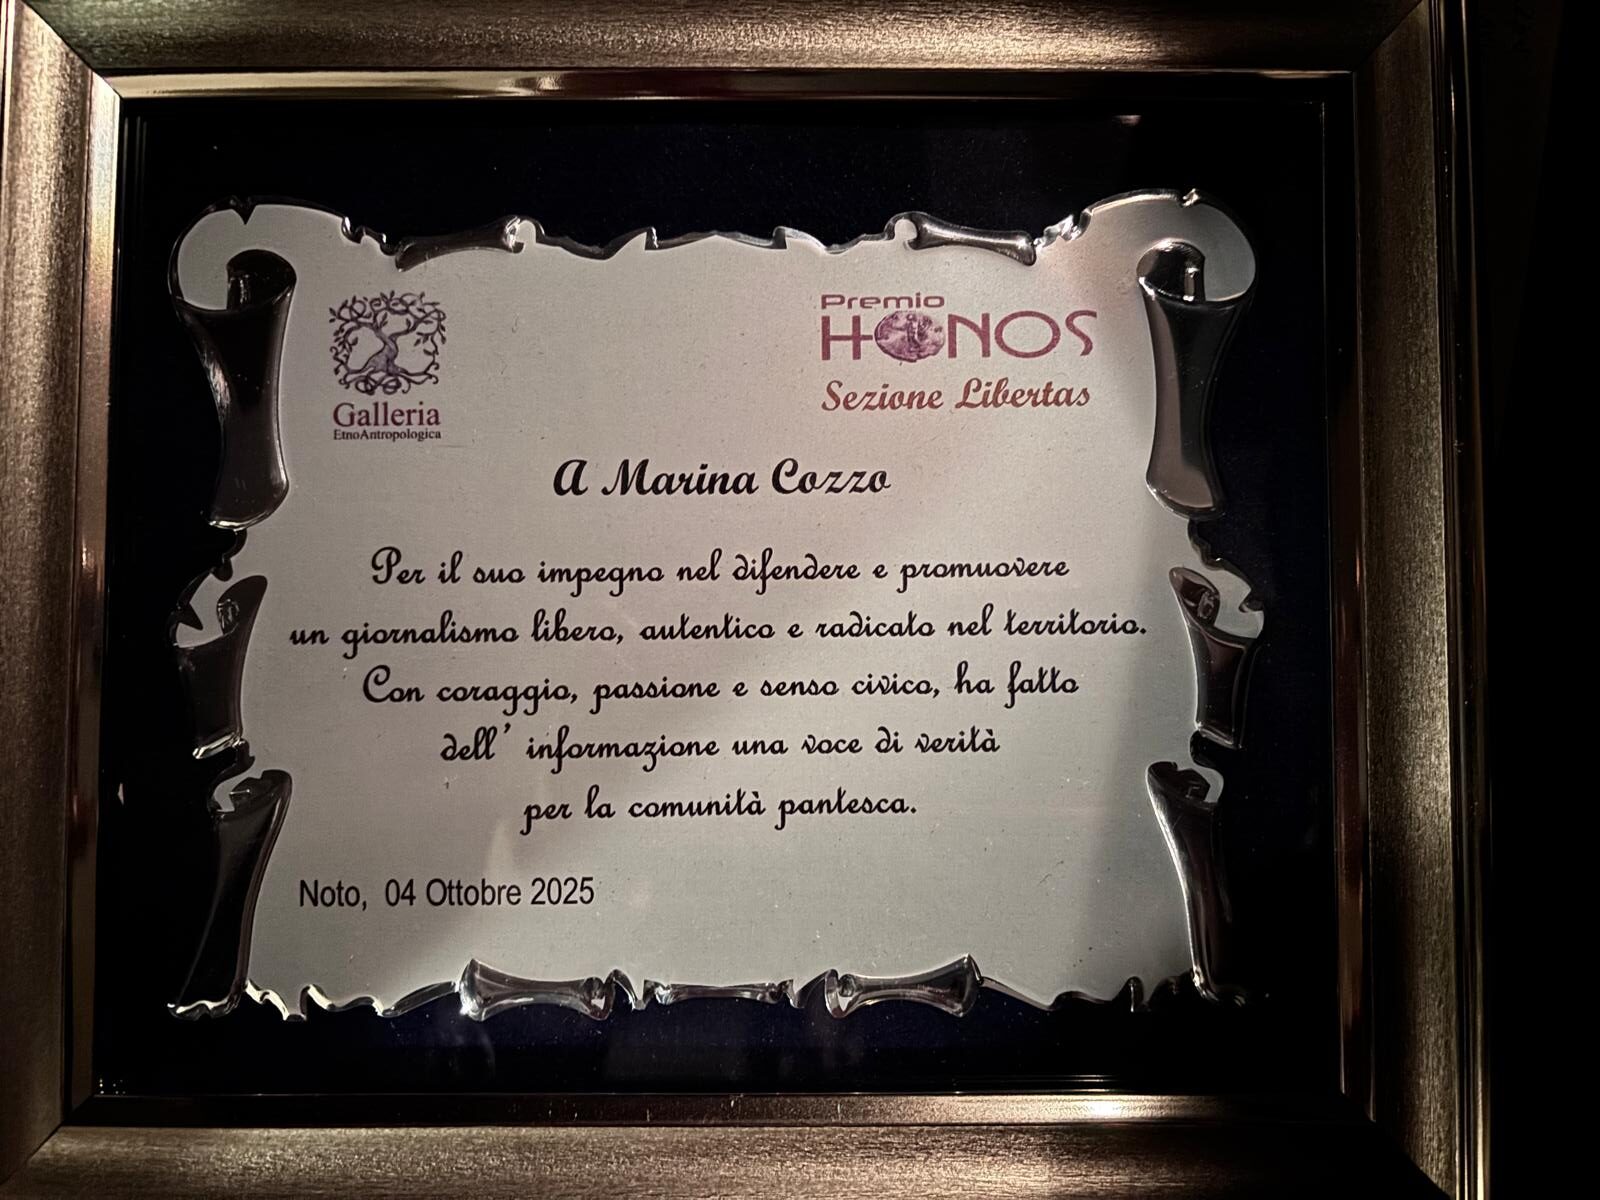 Galleria
EtnoAntropologica
Premio
HONOS
Sezione Libertas
A Marina Cozzo
Per il suo impegno nel difendere e promuovere
un giornalismo libero, autentico e radicato nel territorio.
Con coraggio, passione e senso civico, ha fatto
dell' informazione una voce di verità
per la comunità pantesca.
Noto, 04 Ottobre 2025